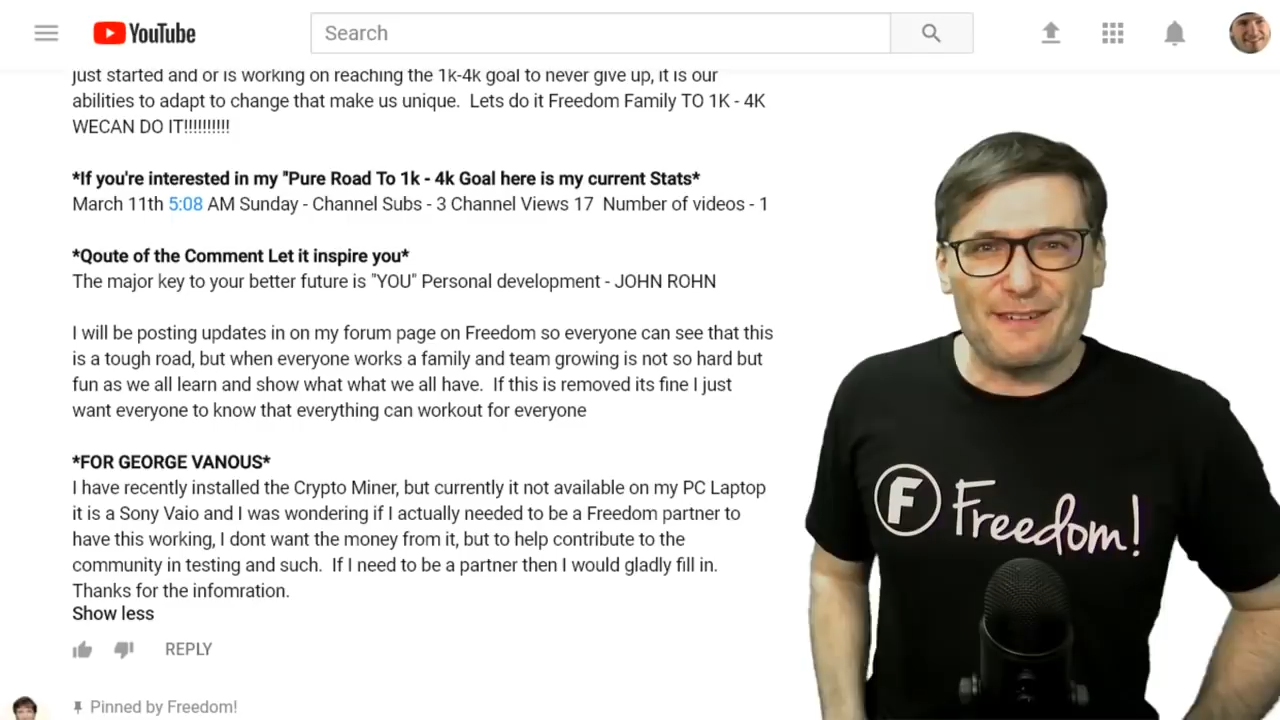 YouTube
Search
just started and or is working on reaching the 1k-4k goal to never give up, it is our
abilities to adapt to change that make us unique.  Lets do it Freedom Family TO 1K - 4K
WECAN DO IT!!!!!!!!!!
*If you're interested in my "Pure Road To 1k - 4k Goal here is my current Stats*
March 11th 5:08 AM Sunday - Channel Subs - 3 Channel Views 17  Number of videos - 1
*Qoute of the Comment Let it inspire you*
The major key to your better future is "YOU" Personal development - JOHN ROHN
I will be posting updates in on my forum page on Freedom so everyone can see that this
is a tough road, but when everyone works a family and team growing is not so hard but
fun as we all learn and show what what we all have.  If this is removed its fine I just
want everyone to know that everything can workout for everyone
*FOR GEORGE VANOUS*
I have recently installed the Crypto Miner, but currently it not available on my PC Laptop
it is a Sony Vaio and I was wondering if I actually needed to be a Freedom partner to
have this working, I dont want the money from it, but to help contribute to the
community in testing and such.  If I need to be a partner then I would gladly fill in.
Thanks for the infomration.
Show less
REPLY
Pinned by Freedom!
F Freedom!